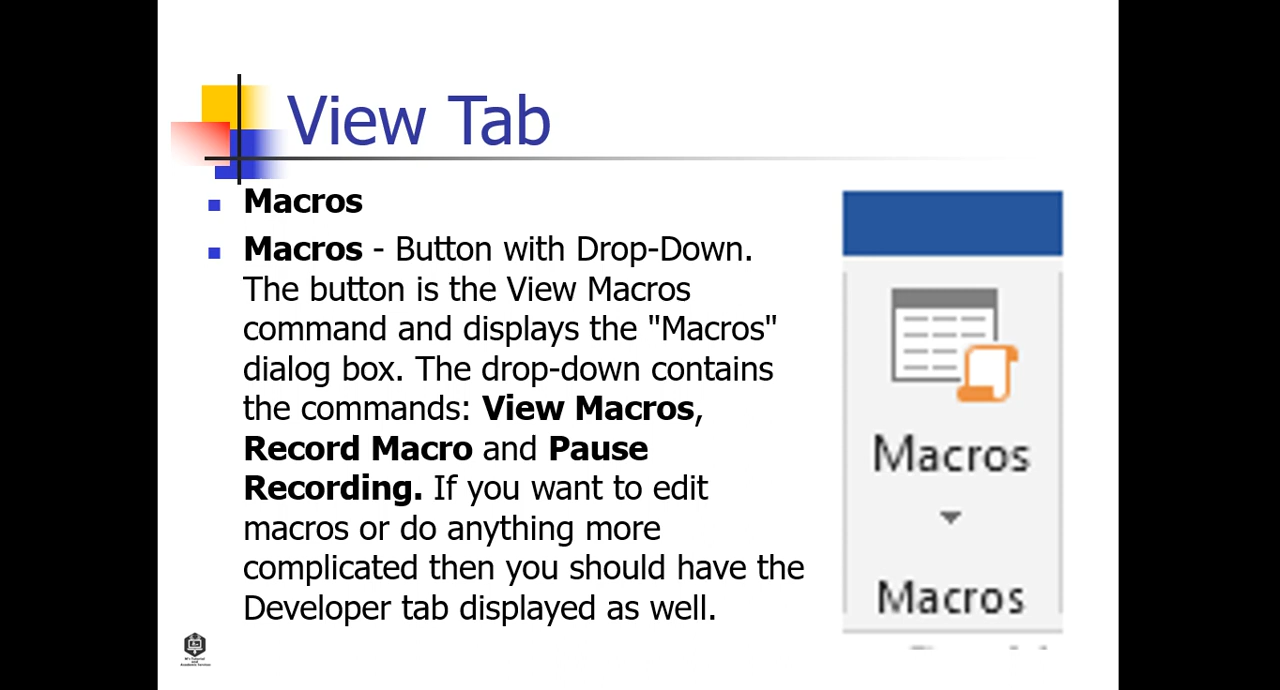 View Tab
Macros
Macros - Button with Drop-Down.
The button is the View Macros
command and displays the "Macros"
dialog box. The drop-down contains
the commands: View Macros,
Record Macro and Pause
Recording. If you want to edit
macros or do anything more
complicated then you should have the
Developer tab displayed as well.
Macros
Macros